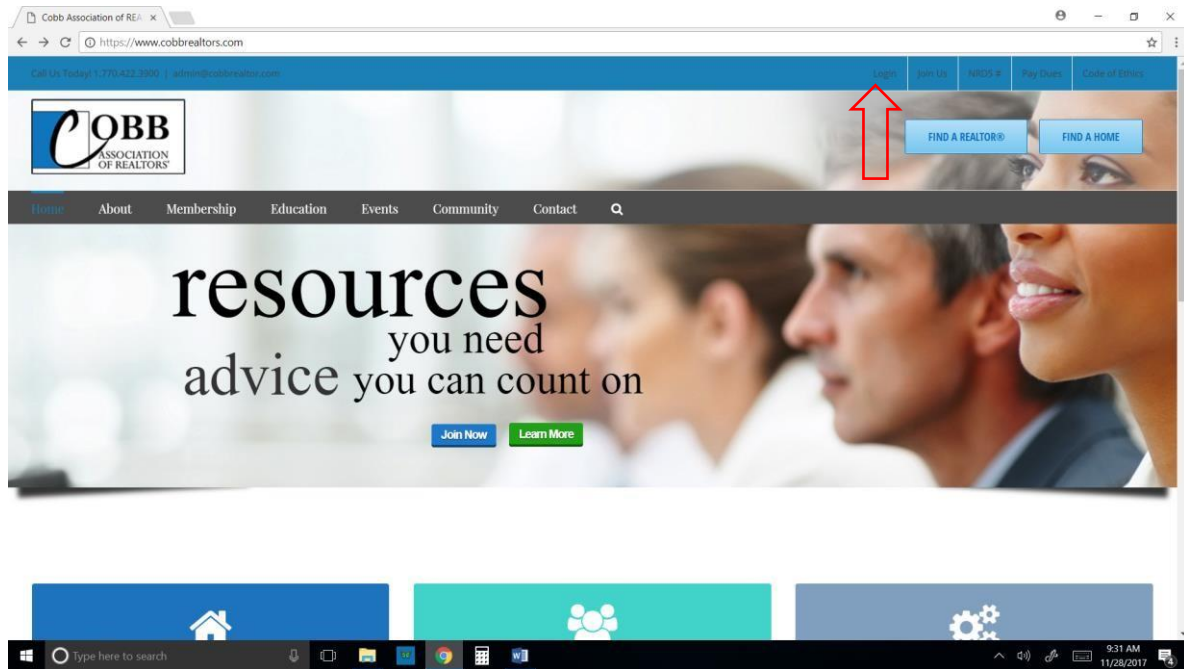 Cobb Association of REA
https://www.cobbrealtors.com
Call Us Today! 1.770.422.3900 | admin@cobbrealtor.com
Login
Join Us
NRDS #
Pay Dues
Code of Ethics
COBB
ASSOCIATION
OF REALTORS®
FIND A REALTOR®
FIND A HOME
Home
About
Membership
Education
Events
Community
Contact
resources
you need
advice you can count on
Join Now
Learn More
Type here to search
9:31 AM
11/28/2017